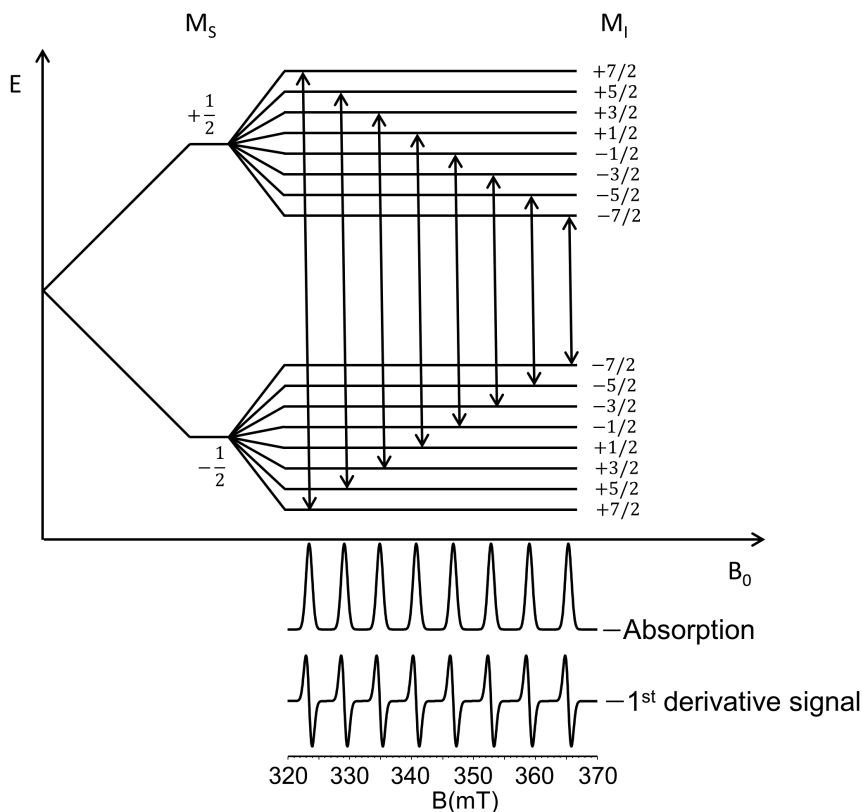 M_S M_I
E
+7/2
+5/2
+3/2
+1/2
−1/2
−3/2
−5/2
−7/2
+1/2
−7/2
−5/2
−3/2
−1/2
+1/2
+3/2
+5/2
+7/2
−1/2
B_0
−Absorption
−1st derivative signal
320 330 340 350 360 370
B(mT)